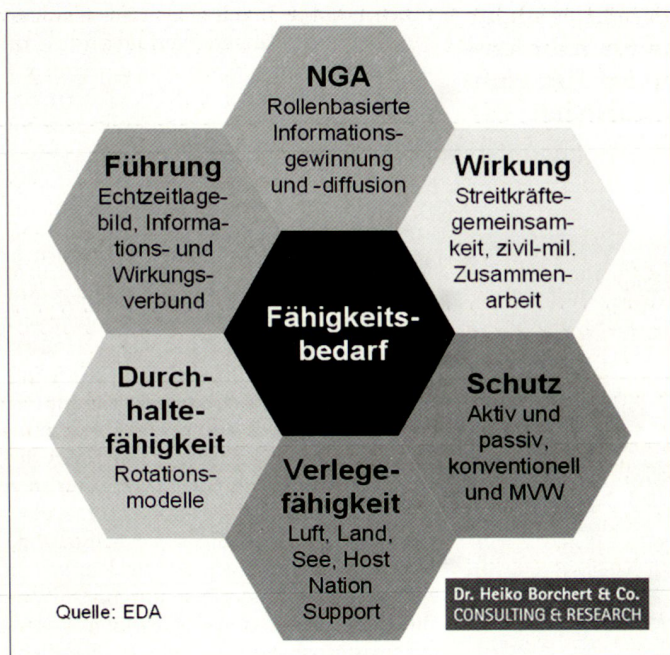 NGA
Rollenbasierte
Informations-
gewinnung
und -diffusion
Führung
Echtzeitlage-
bild, Informa-
tions- und
Wirkungs-
verbund
Wirkung
Streitkräfte-
gemeinsam-
keit, zivil-mil.
Zusammen-
arbeit
Fähigkeits-
bedarf
Durch-
halte-
fähigkeit
Rotations-
modelle
Schutz
Aktiv und
passiv,
konventionell
und MVW
Verlege-
fähigkeit
Luft, Land,
See, Host
Nation
Support
Quelle: EDA
Dr. Heiko Borchert & Co.
CONSULTING & RESEARCH